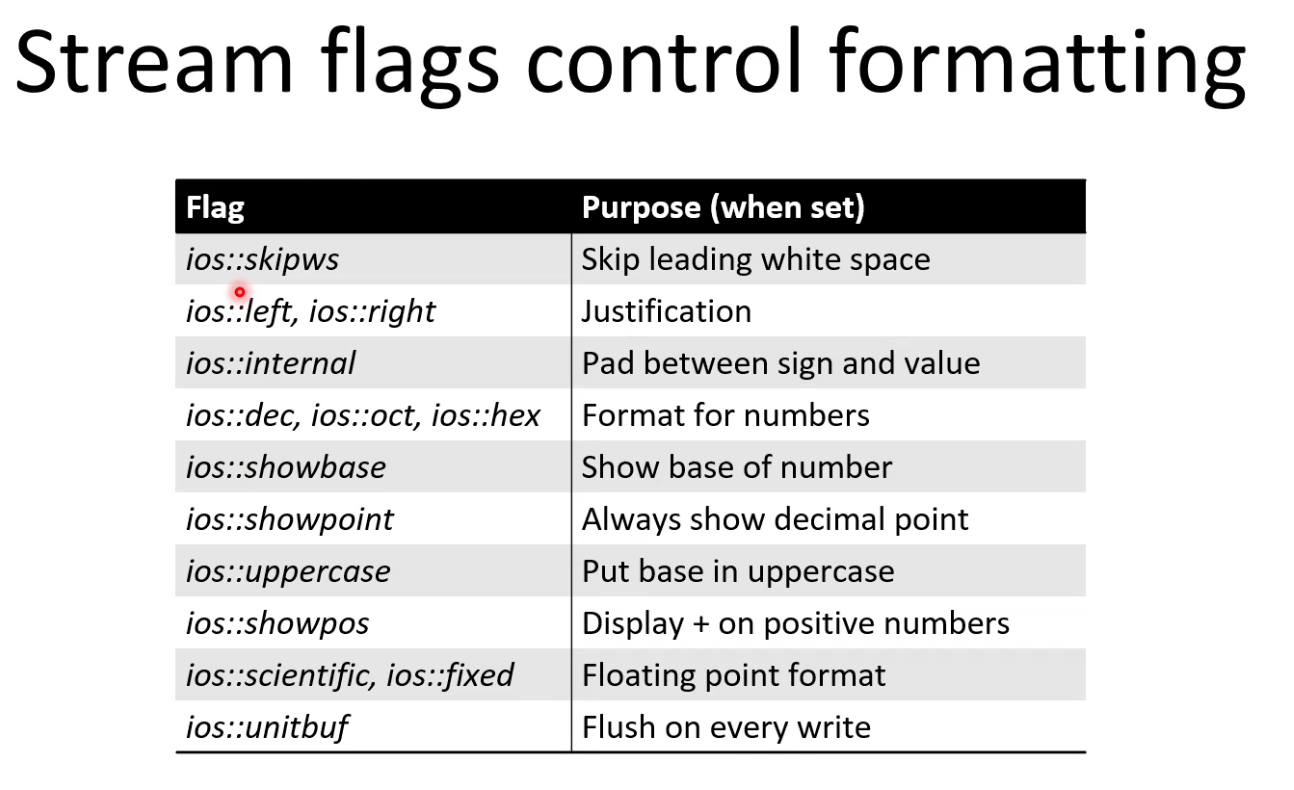 Stream flags control formatting
Flag Purpose (when set)
ios::skipws Skip leading white space
ios::left, ios::right Justification
ios::internal Pad between sign and value
ios::dec, ios::oct, ios::hex Format for numbers
ios::showbase Show base of number
ios::showpoint Always show decimal point
ios::uppercase Put base in uppercase
ios::showpos Display + on positive numbers
ios::scientific, ios::fixed Floating point format
ios::unitbuf Flush on every write